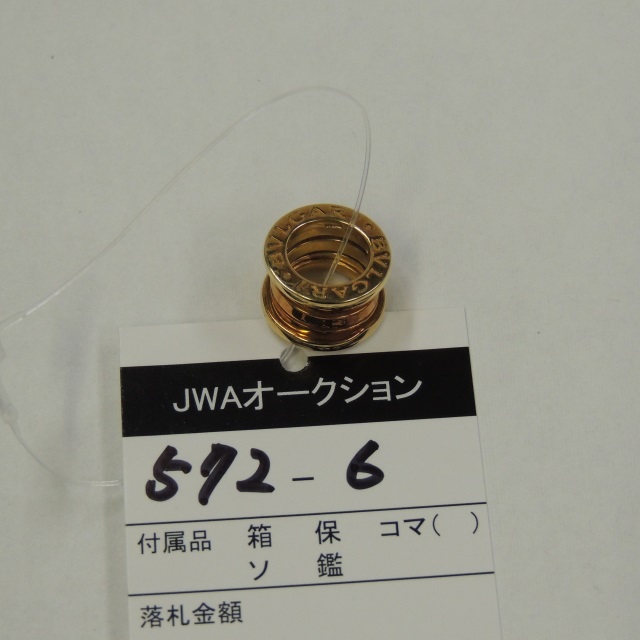 BVLGARI • BVLGARI •
JWAオークション
572-6
付属品 箱 保 コマ( )
ソ 鑑
落札金額